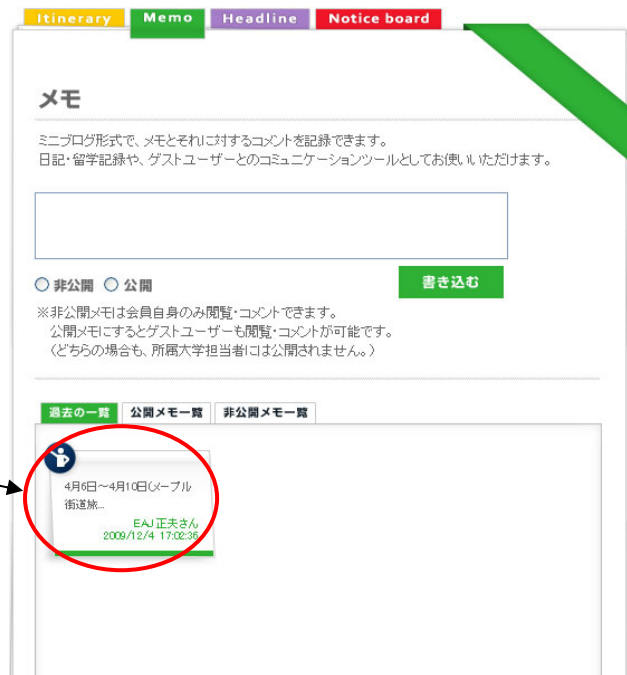 Itinerary Memo Headline Notice board
メモ
ミニブログ形式で、メモとそれに対するコメントを記録できます。
日記・留学記録や、ゲストユーザーとのコミュニケーションツールとしてお使いいただけます。
非公開 公開
書き込む
※非公開メモは会員自身のみ閲覧・コメントできます。
公開メモにするとゲストユーザーも閲覧・コメントが可能です。
（どちらの場合も、所属大学担当者には公開されません。）
過去の一覧 公開メモ一覧 非公開メモ一覧
4月6日～4月10日(メープル
街道旅...
EAJ 正夫さん
2009/12/4 17:02:36